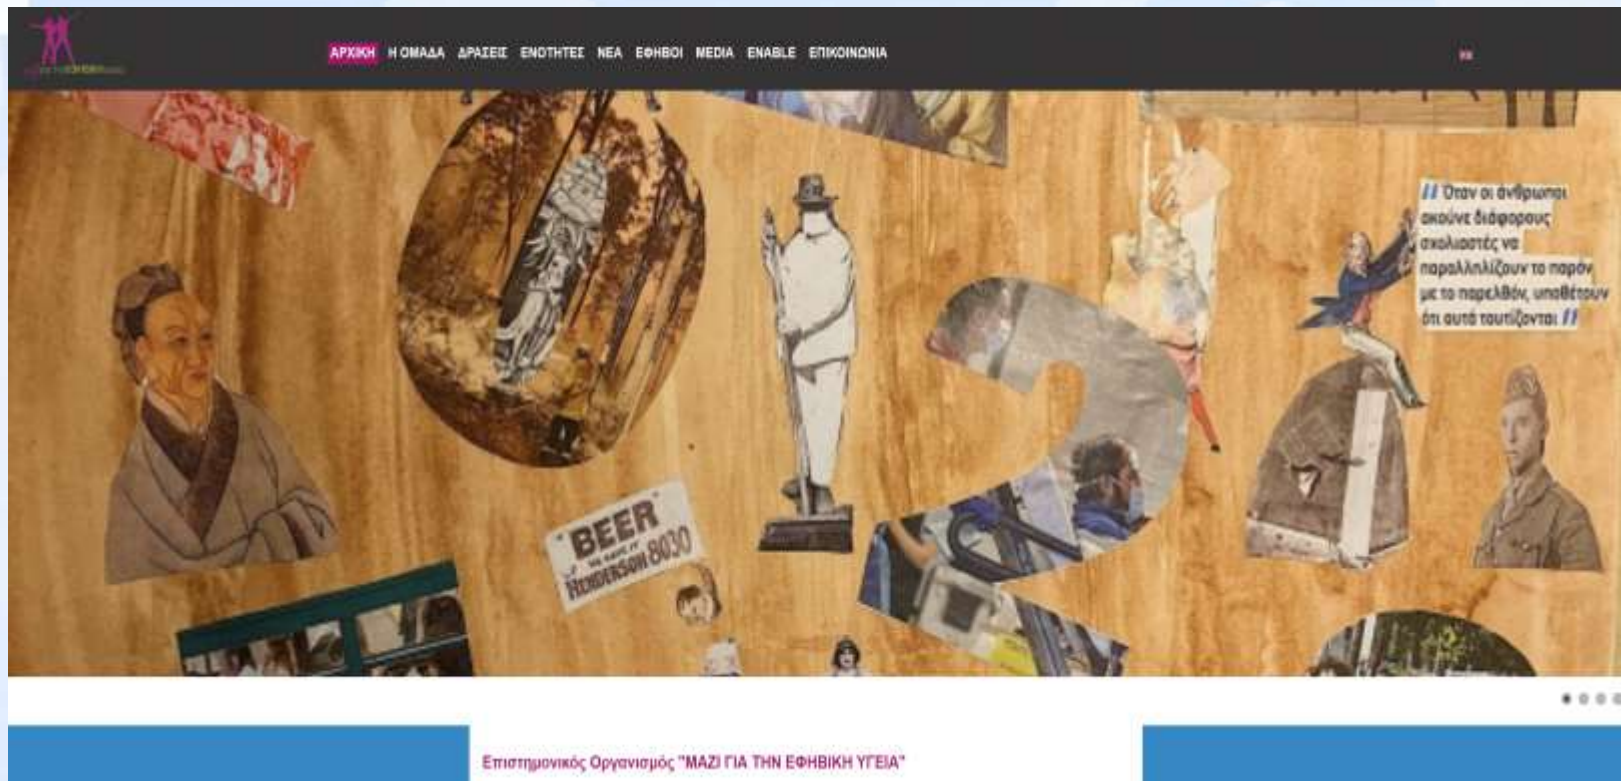 ΑΡΧΙΚΗ Η ΟΜΑΔΑ ΔΡΑΣΕΙΣ ΕΝΟΤΗΤΕΣ ΝΕΑ ΕΦΗΒΟΙ MEDIA ENABLE ΕΠΙΚΟΙΝΩΝΙΑ
Όταν οι άνθρωποι
ακούνε διάφορους
σχολιαστές να
παραλληλίζουν το παρόν
με το παρελθόν, υποθέτουν
ότι αυτά ταυτίζονται
"BEER"
HENDERSON 8030
Επιστημονικός Οργανισμός "ΜΑΖΙ ΓΙΑ ΤΗΝ ΕΦΗΒΙΚΗ ΥΓΕΙΑ"